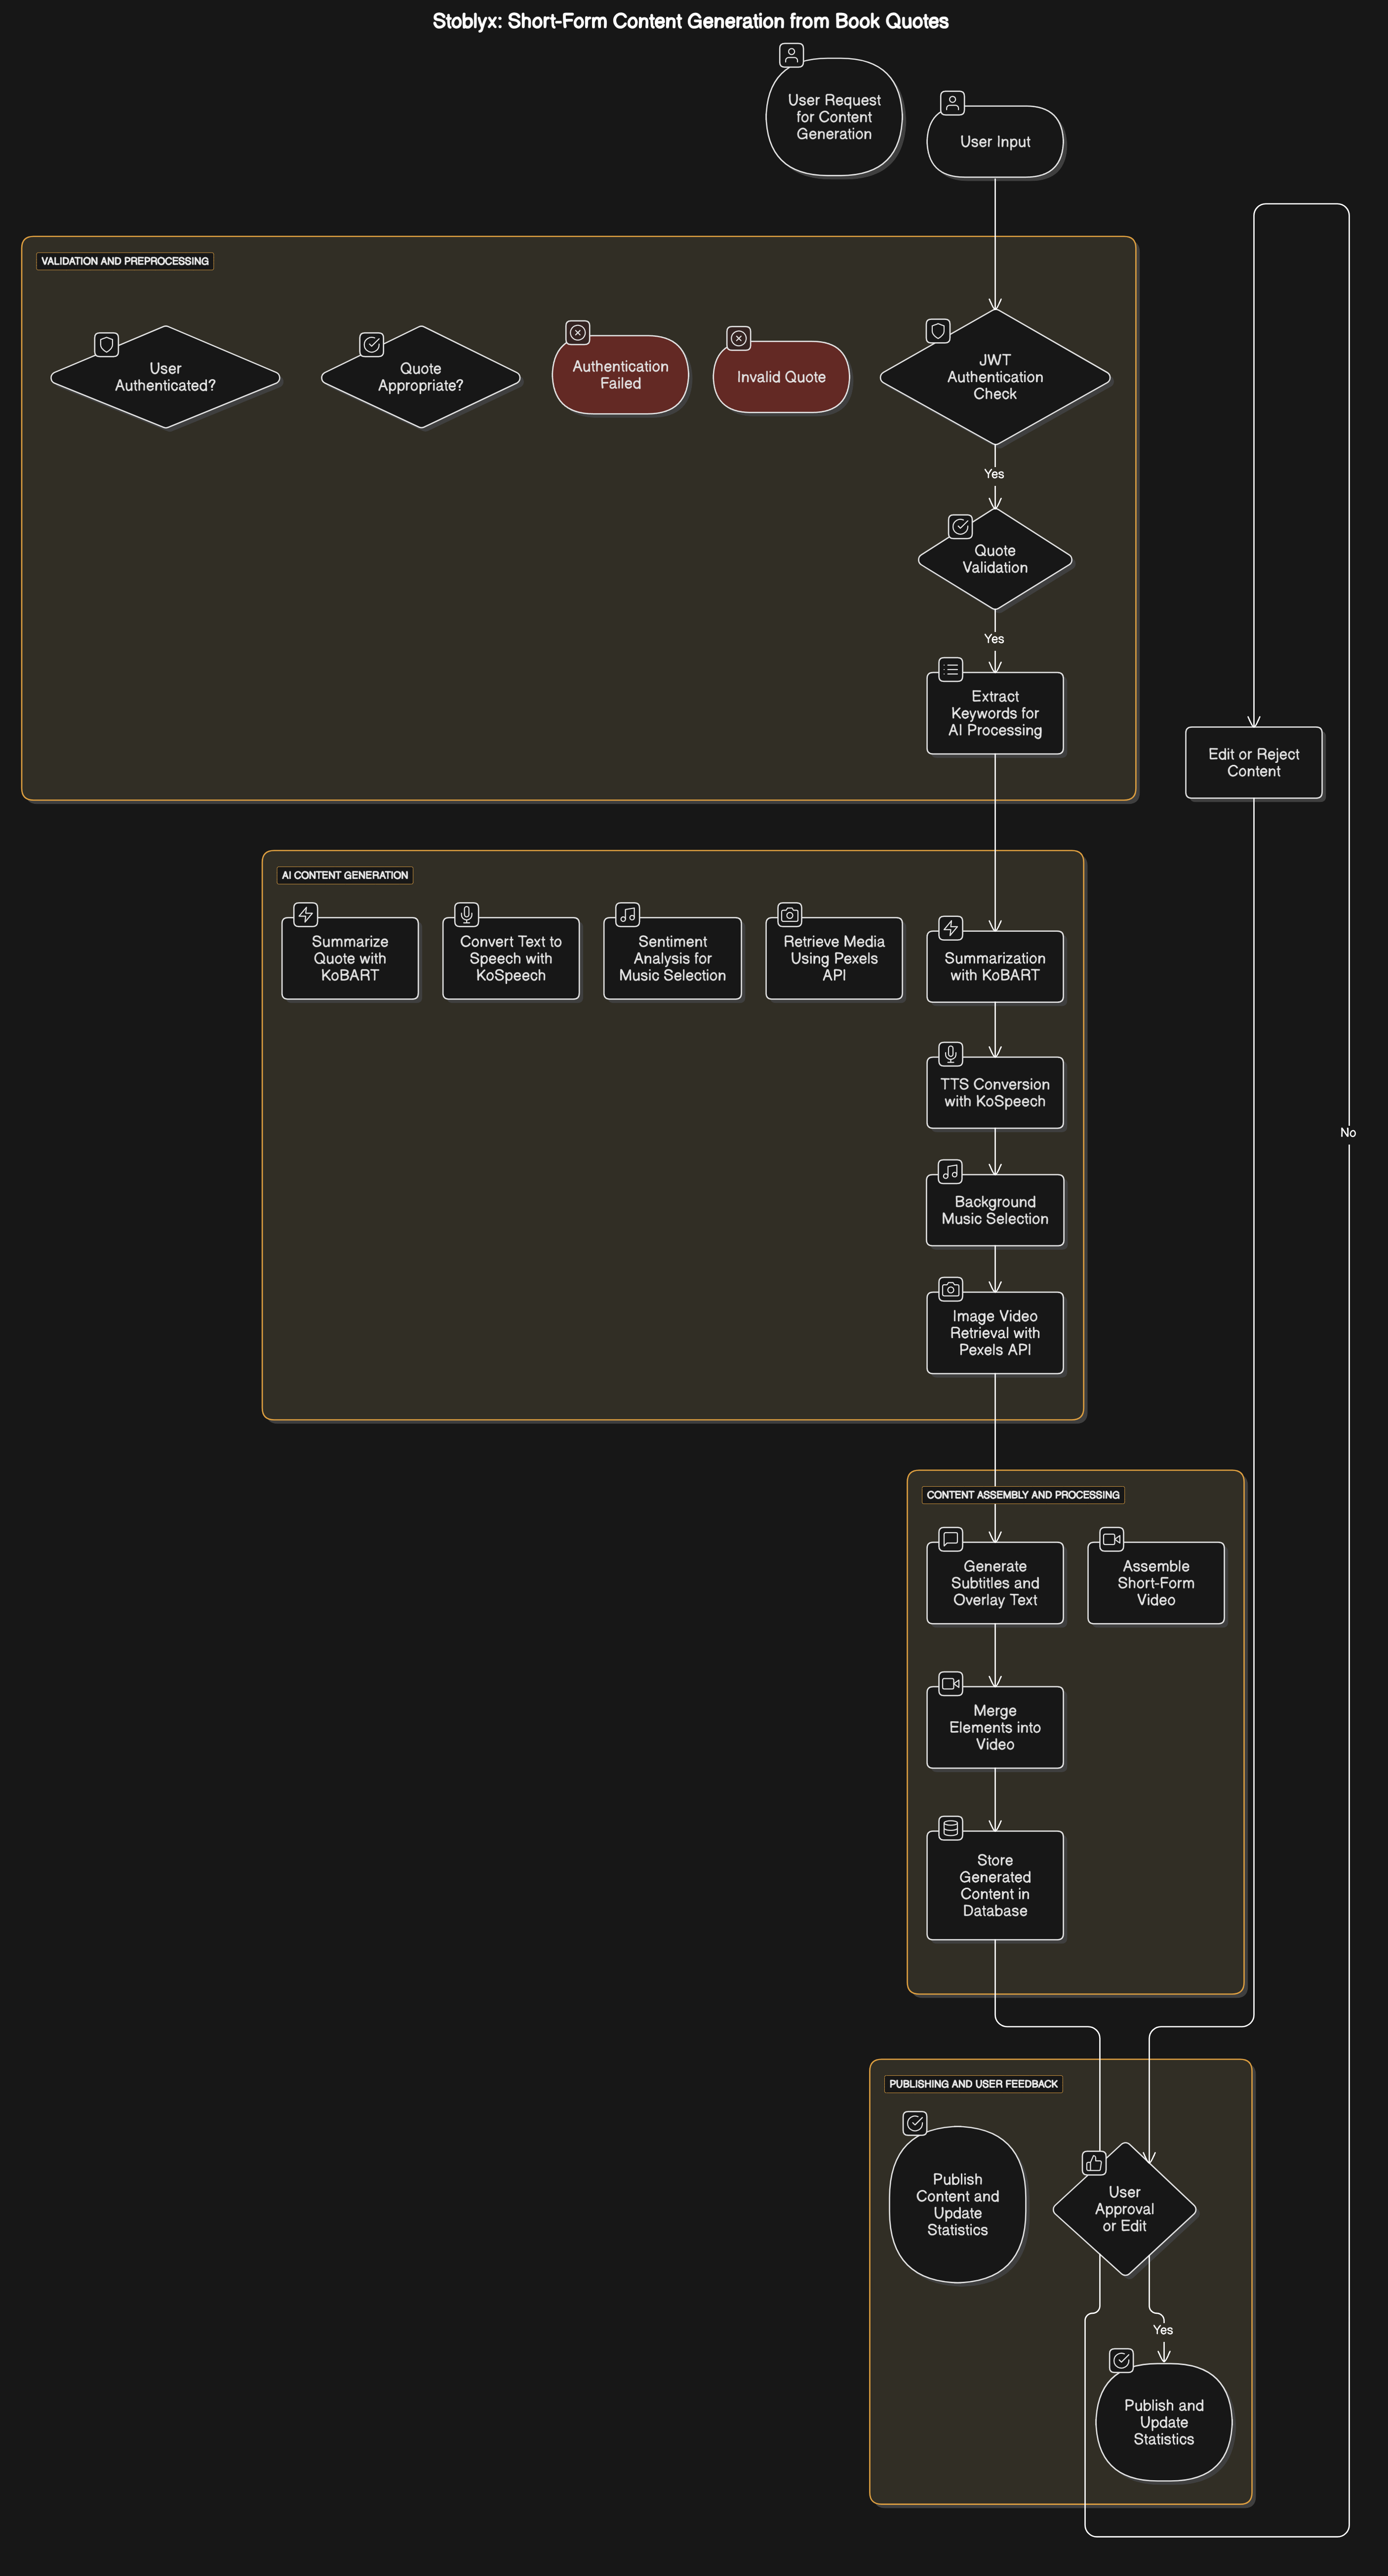 Stoblyx: Short-Form Content Generation from Book Quotes
User Request
for Content
Generation
User Input
VALIDATION AND PREPROCESSING
User
Authenticated?
Quote
Appropriate?
Authentication
Failed
Invalid Quote
JWT
Authentication
Check
Yes
Quote
Validation
Yes
Extract
Keywords for
AI Processing
Edit or Reject
Content
AI CONTENT GENERATION
Summarize
Quote with
KoBART
Convert Text to
Speech with
KoSpeech
Sentiment
Analysis for
Music Selection
Retrieve Media
Using Pexels
API
Summarization
with KoBART
TTS Conversion
with KoSpeech
No
Background
Music Selection
Image Video
Retrieval with
Pexels API
CONTENT ASSEMBLY AND PROCESSING
Generate
Subtitles and
Overlay Text
Assemble
Short-Form
Video
Merge
Elements into
Video
Store
Generated
Content in
Database
PUBLISHING AND USER FEEDBACK
Publish
Content and
Update
Statistics
User
Approval
or Edit
Yes
Publish and
Update
Statistics